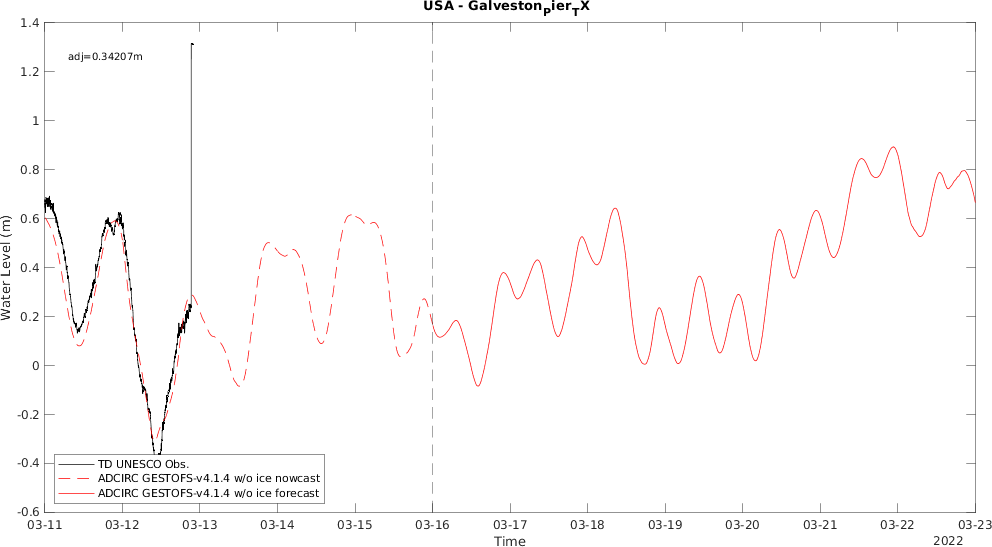 USA - Galveston_Pier_TX
adj=0.34207m
Water Level (m)
1.4
1.2
1
0.8
0.6
0.4
0.2
0
-0.2
-0.4
-0.6
TD UNESCO Obs.
ADCIRC GESTOFS-v4.1.4 w/o ice nowcast
ADCIRC GESTOFS-v4.1.4 w/o ice forecast
03-11 03-12 03-13 03-14 03-15 03-16 03-17 03-18 03-19 03-20 03-21 03-22 03-23
Time
2022